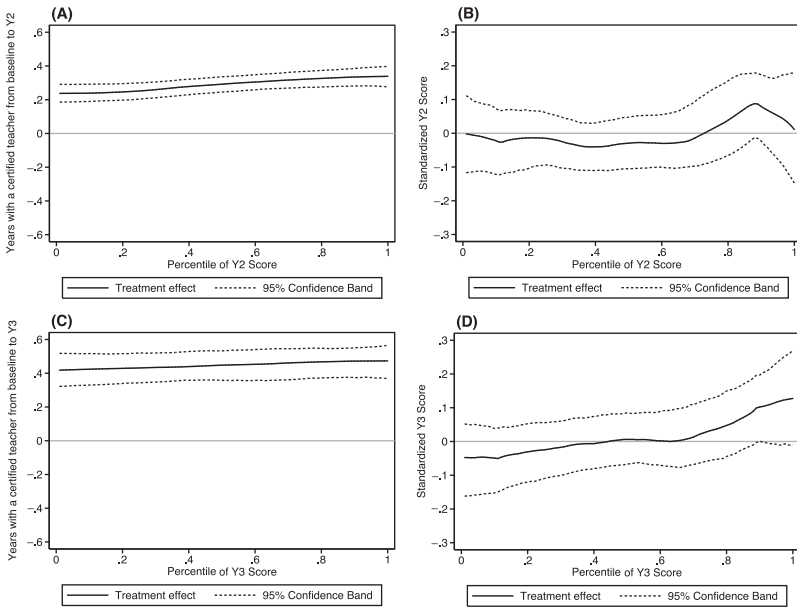 (A)
Years with a certified teacher from baseline to Y2
.6
.4
.2
0
−.2
−.4
−.6
0 .2 .4 .6 .8 1
Percentile of Y2 Score
Treatment effect 95% Confidence Band
(B)
Standardized Y2 Score
.3
.2
.1
0
−.1
−.2
−.3
0 .2 .4 .6 .8 1
Percentile of Y2 Score
Treatment effect 95% Confidence Band
(C)
Years with a certified teacher from baseline to Y3
.6
.4
.2
0
−.2
−.4
−.6
0 .2 .4 .6 .8 1
Percentile of Y3 Score
Treatment effect 95% Confidence Band
(D)
Standardized Y3 Score
.3
.2
.1
0
−.1
−.2
−.3
0 .2 .4 .6 .8 1
Percentile of Y3 Score
Treatment effect 95% Confidence Band